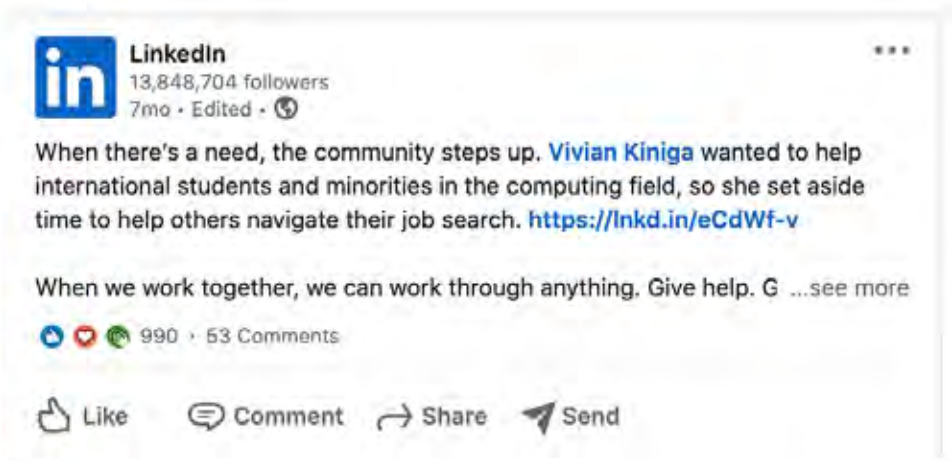 in
LinkedIn
13,848,704 followers
7mo • Edited •
When there's a need, the community steps up. Vivian Kiniga wanted to help
international students and minorities in the computing field, so she set aside
time to help others navigate their job search. https://lnkd.in/eCdWf-v
When we work together, we can work through anything. Give help. G ...see more
990 · 53 Comments
Like Comment Share Send